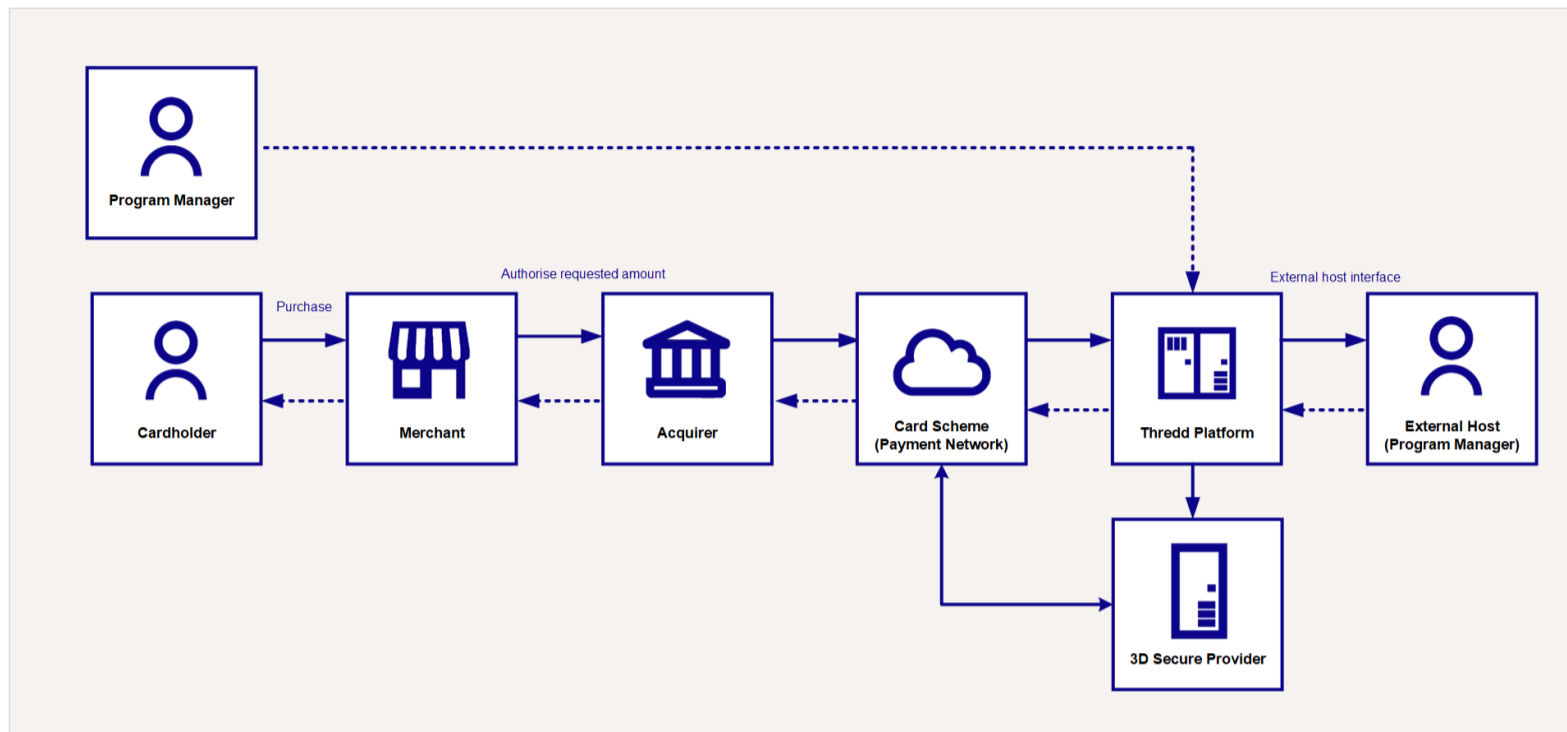 Program Manager
Authorise requested amount
External host interface
Purchase
Cardholder
Merchant
Acquirer
Card Scheme
(Payment Network)
Thredd Platform
External Host
(Program Manager)
3D Secure Provider